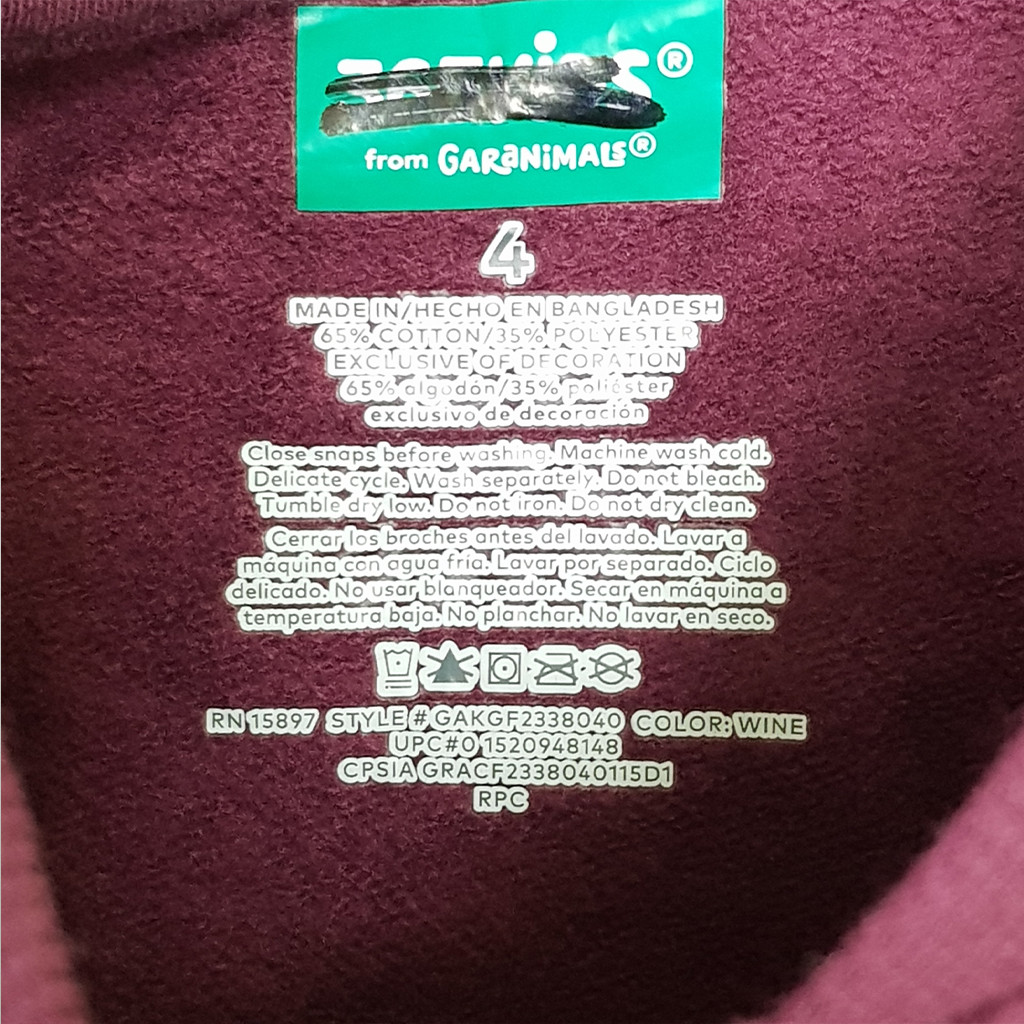 ®
from GARaNiMALS®
4
MADE IN/HECHO EN BANGLADESH
65% COTTON/35% POLYESTER
EXCLUSIVE OF DECORATION
65% algodón/35% poliéster
exclusivo de decoración
Close snaps before washing. Machine wash cold.
Delicate cycle. Wash separately. Do not bleach.
Tumble dry low. Do not iron. Do not dry clean.
Cerrar los broches antes del lavado. Lavar a
máquina con agua fría. Lavar por separado. Ciclo
delicado. No usar blanqueador. Secar en máquina a
temperatura baja. No planchar. No lavar en seco.
RN 15897 STYLE # GAKGF2338040 COLOR: WINE
UPC#0 1520948148
CPSIA GRACF2338040115D1
RPC